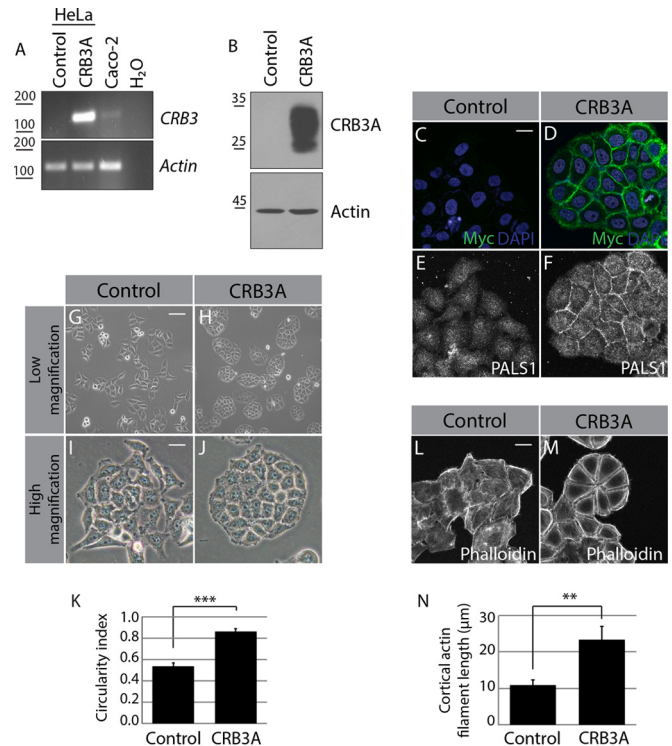 A
HeLa
Control
CRB3A
Caco-2
H₂O
200
100
CRB3
200
100
Actin
B
Control
CRB3A
35
25
CRB3A
45
Actin
Control
CRB3A
C
D
Myc DAPI
Myc DAPI
E
F
PALS1
PALS1
Control
CRB3A
Low
magnification
G
H
High
magnification
I
J
Control
CRB3A
L
M
Phalloidin
Phalloidin
K
***
Circularity index
1.0
0.8
0.6
0.4
0.2
0.0
Control
CRB3A
N
**
Cortical actin
filament length (µm)
30
20
10
0
Control
CRB3A